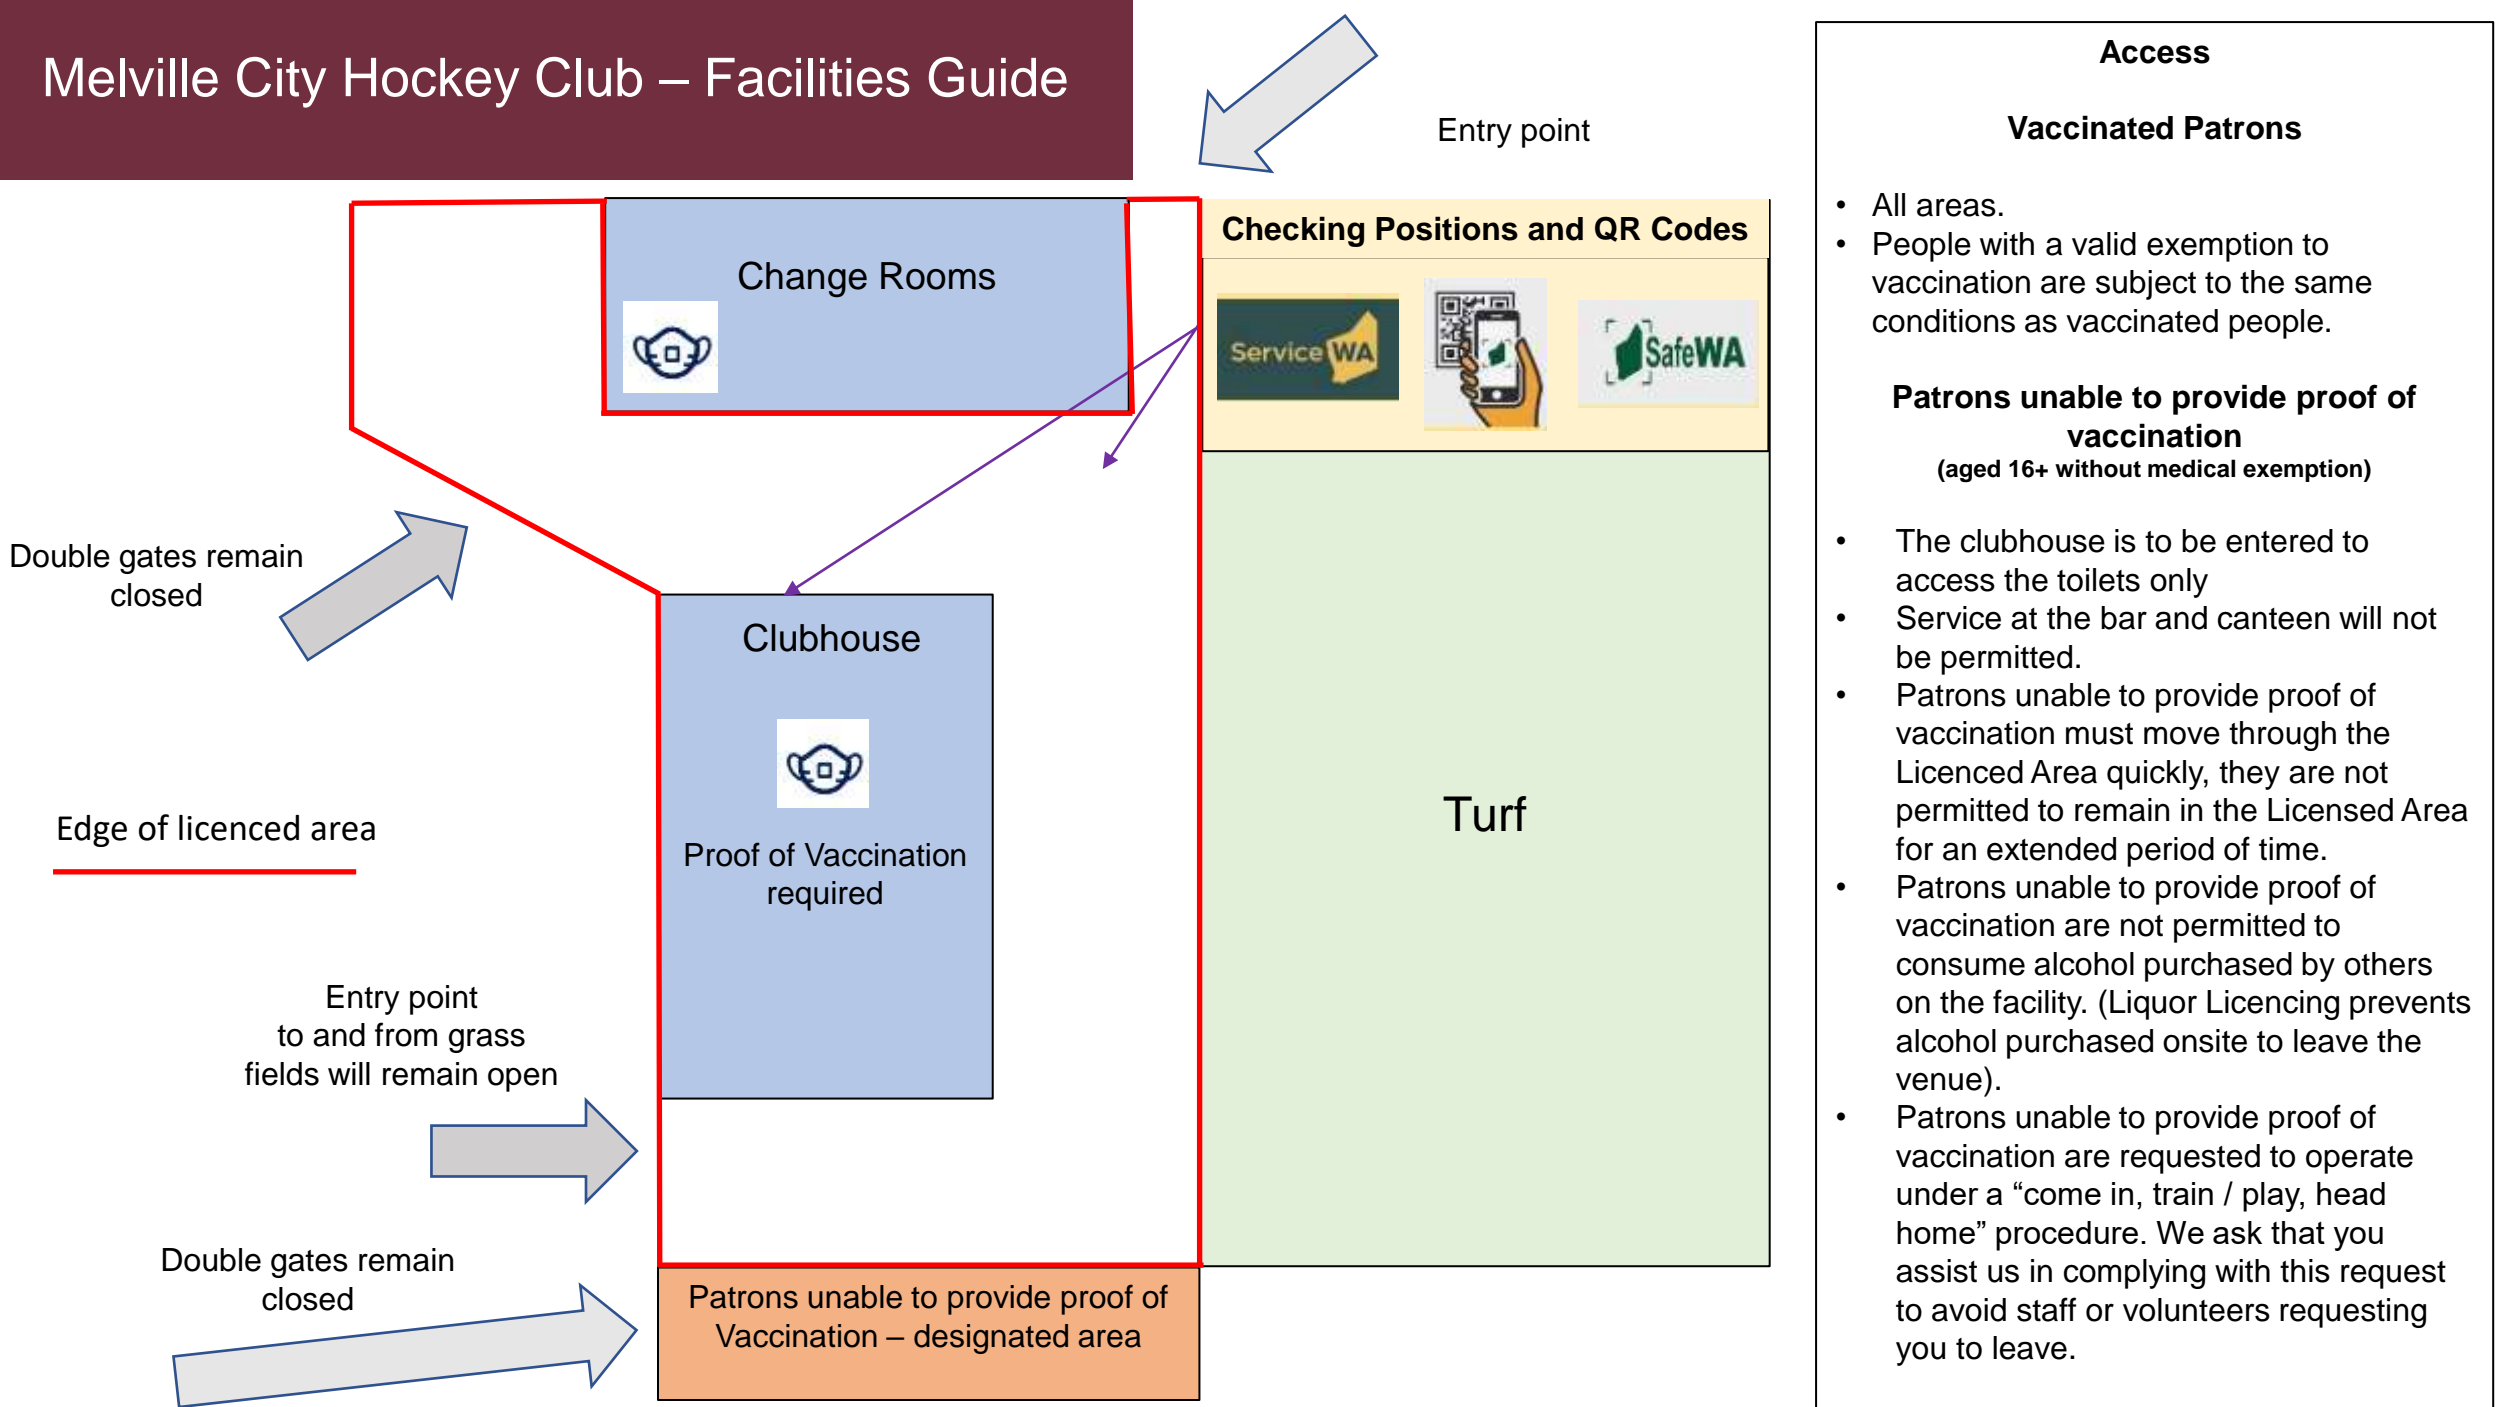 Melville City Hockey Club – Facilities Guide
Entry point
Checking Positions and QR Codes
Service WA
SafeWA
Change Rooms
Double gates remain
closed
Clubhouse
Proof of Vaccination
required
Turf
Edge of licenced area
Entry point
to and from grass
fields will remain open
Double gates remain
closed
Patrons unable to provide proof of
Vaccination – designated area
Access
Vaccinated Patrons
• All areas.
• People with a valid exemption to
vaccination are subject to the same
conditions as vaccinated people.
Patrons unable to provide proof of
vaccination
(aged 16+ without medical exemption)
• The clubhouse is to be entered to
access the toilets only
• Service at the bar and canteen will not
be permitted.
• Patrons unable to provide proof of
vaccination must move through the
Licenced Area quickly, they are not
permitted to remain in the Licensed Area
for an extended period of time.
• Patrons unable to provide proof of
vaccination are not permitted to
consume alcohol purchased by others
on the facility. (Liquor Licencing prevents
alcohol purchased onsite to leave the
venue).
• Patrons unable to provide proof of
vaccination are requested to operate
under a “come in, train / play, head
home” procedure. We ask that you
assist us in complying with this request
to avoid staff or volunteers requesting
you to leave.